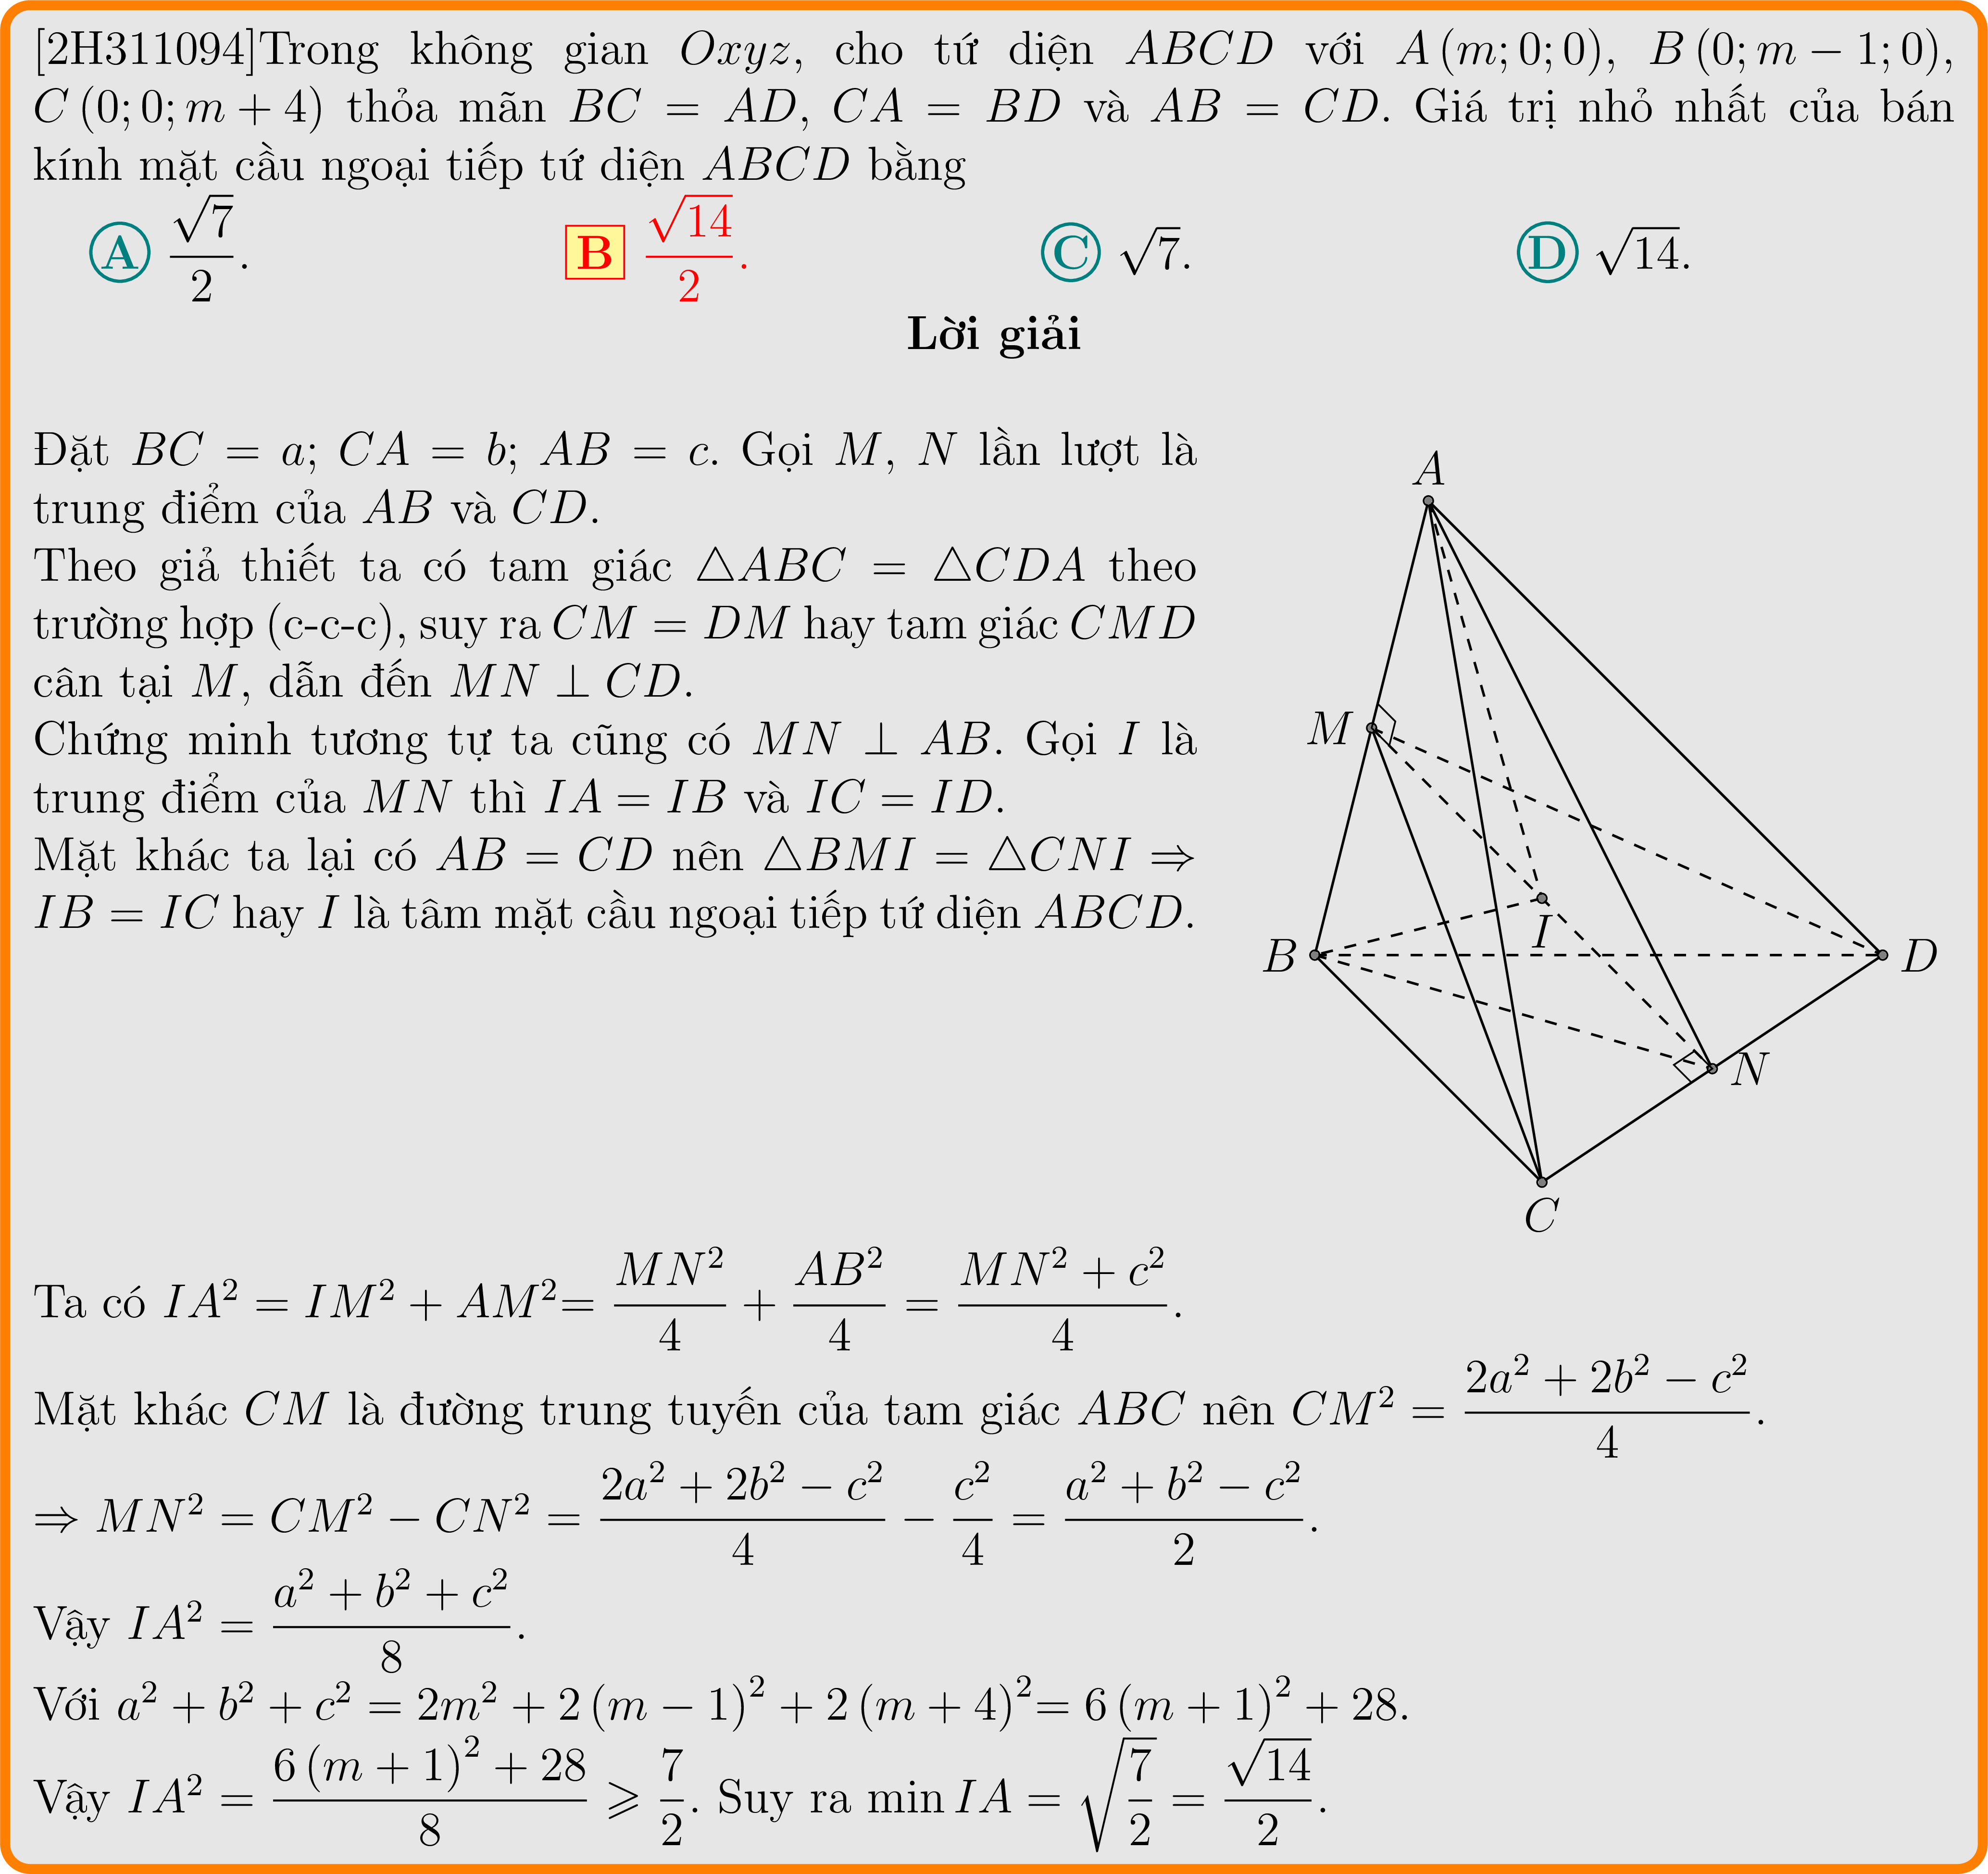 [2H311094]Trong không gian $Oxyz$, cho tứ diện $ABCD$ với $A\,(m;0;0)$, $B\,(0;m-1;0)$,
$C\,(0;0;m+4)$ thỏa mãn $BC = AD$, $CA = BD$ và $AB = CD$. Giá trị nhỏ nhất của bán
kính mặt cầu ngoại tiếp tứ diện $ABCD$ bằng
A $\frac{\sqrt{7}}{2}$. B $\frac{\sqrt{14}}{2}$. C $\sqrt{7}$. D $\sqrt{14}$.
Lời giải
Đặt $BC = a$; $CA = b$; $AB = c$. Gọi $M$, $N$ lần lượt là
trung điểm của $AB$ và $CD$.
Theo giả thiết ta có tam giác $\triangle ABC = \triangle CDA$ theo
trường hợp (c-c-c), suy ra $CM = DM$ hay tam giác $CMD$
cân tại $M$, dẫn đến $MN \perp CD$.
Chứng minh tương tự ta cũng có $MN \perp AB$. Gọi $I$ là
trung điểm của $MN$ thì $IA = IB$ và $IC = ID$.
Mặt khác ta lại có $AB = CD$ nên $\triangle BMI = \triangle CNI \Rightarrow$
$IB = IC$ hay $I$ là tâm mặt cầu ngoại tiếp tứ diện $ABCD$.
A
M
I
B
D
N
C
Ta có $IA^2 = IM^2 + AM^2 = \frac{MN^2}{4} + \frac{AB^2}{4} = \frac{MN^2 + c^2}{4}$.
Mặt khác $CM$ là đường trung tuyến của tam giác $ABC$ nên $CM^2 = \frac{2a^2 + 2b^2 - c^2}{4}$.
$\Rightarrow MN^2 = CM^2 - CN^2 = \frac{2a^2 + 2b^2 - c^2}{4} - \frac{c^2}{4} = \frac{a^2 + b^2 - c^2}{2}$.
Vậy $IA^2 = \frac{a^2 + b^2 + c^2}{8}$.
Với $a^2 + b^2 + c^2 = 2m^2 + 2\,(m-1)^2 + 2\,(m+4)^2 = 6\,(m+1)^2 + 28$.
Vậy $IA^2 = \frac{6\,(m+1)^2 + 28}{8} \geqslant \frac{7}{2}$. Suy ra $\min IA = \sqrt{\frac{7}{2}} = \frac{\sqrt{14}}{2}$.